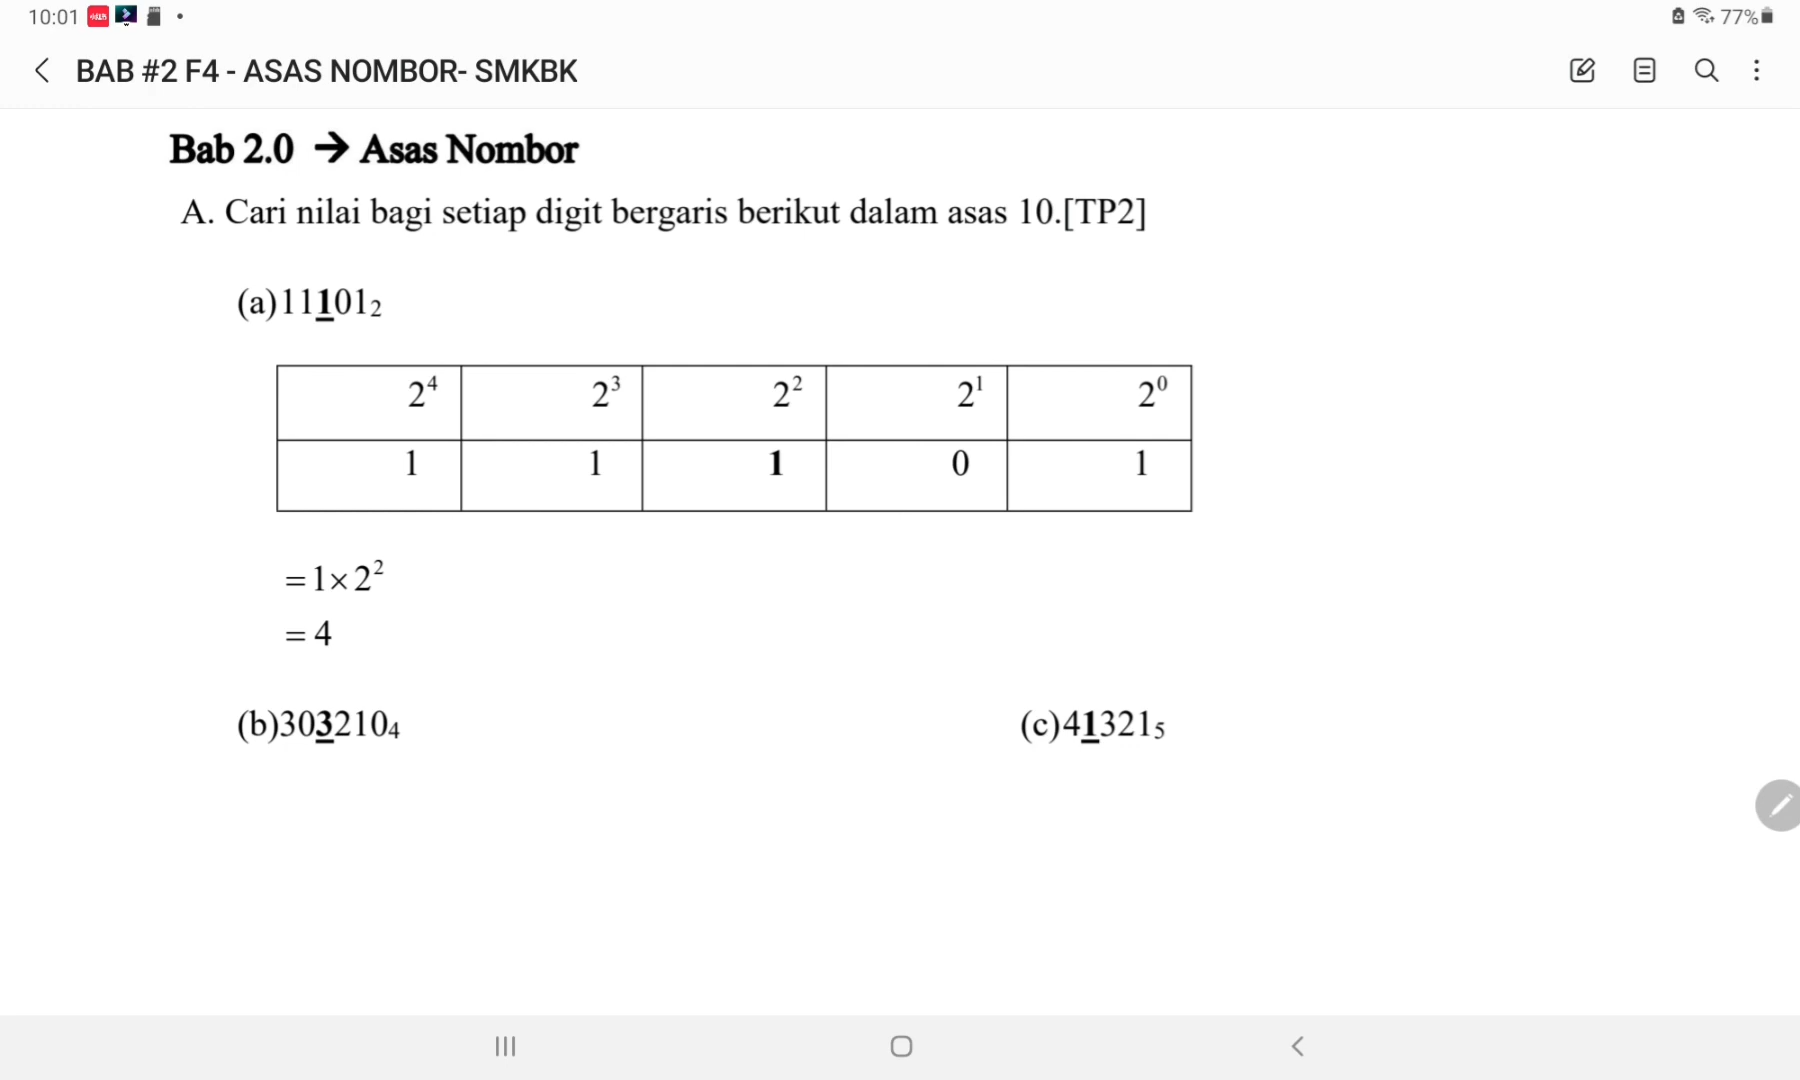 10:01 77%
BAB #2 F4 - ASAS NOMBOR- SMKBK
Bab 2.0 → Asas Nombor
A. Cari nilai bagi setiap digit bergaris berikut dalam asas 10.[TP2]
(a)11101₂
2⁴ 2³ 2² 2¹ 2⁰
1 1 1 0 1
=1×2²
= 4
(b)303210₄ (c)41321₅